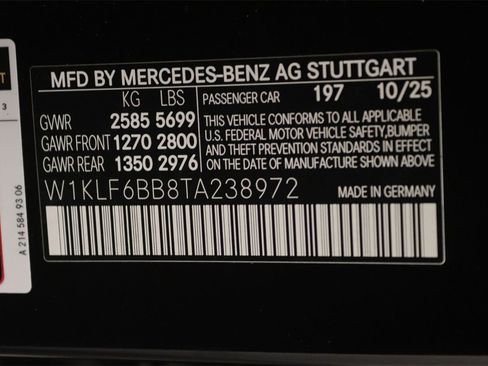 MFD BY MERCEDES-BENZ AG STUTTGART
KG LBS
GVWR 2585 5699
GAWR FRONT 1270 2800
GAWR REAR 1350 2976
PASSENGER CAR 197 10/25
THIS VEHICLE CONFORMS TO ALL APPLICABLE
U.S. FEDERAL MOTOR VEHICLE SAFETY,BUMPER
AND THEFT PREVENTION STANDARDS IN EFFECT
ON THE DATE OF MANUFACTURE SHOWN ABOVE.
W1KLF6BB8TA238972
MADE IN GERMANY
A 214 584 93 06
3